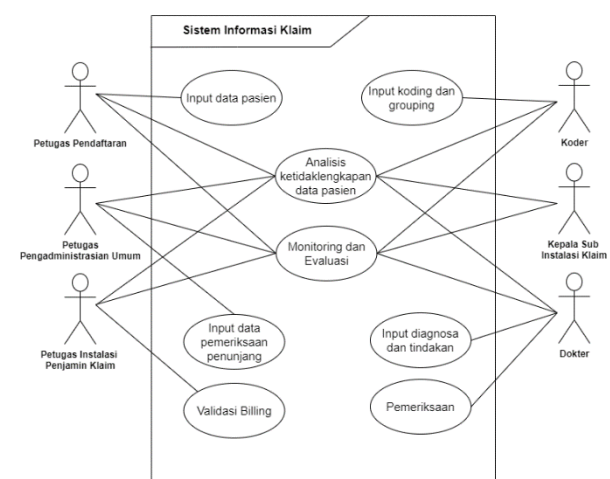 Sistem Informasi Klaim
Input data pasien
Input koding dan
grouping
Petugas Pendaftaran
Koder
Analisis
ketidaklengkapan
data pasien
Petugas
Pengadministrasian Umum
Monitoring dan
Evaluasi
Kepala Sub
Instalasi Klaim
Petugas Instalasi
Penjamin Klaim
Input data
pemeriksaan
penunjang
Input diagnosa
dan tindakan
Dokter
Validasi Billing
Pemeriksaan